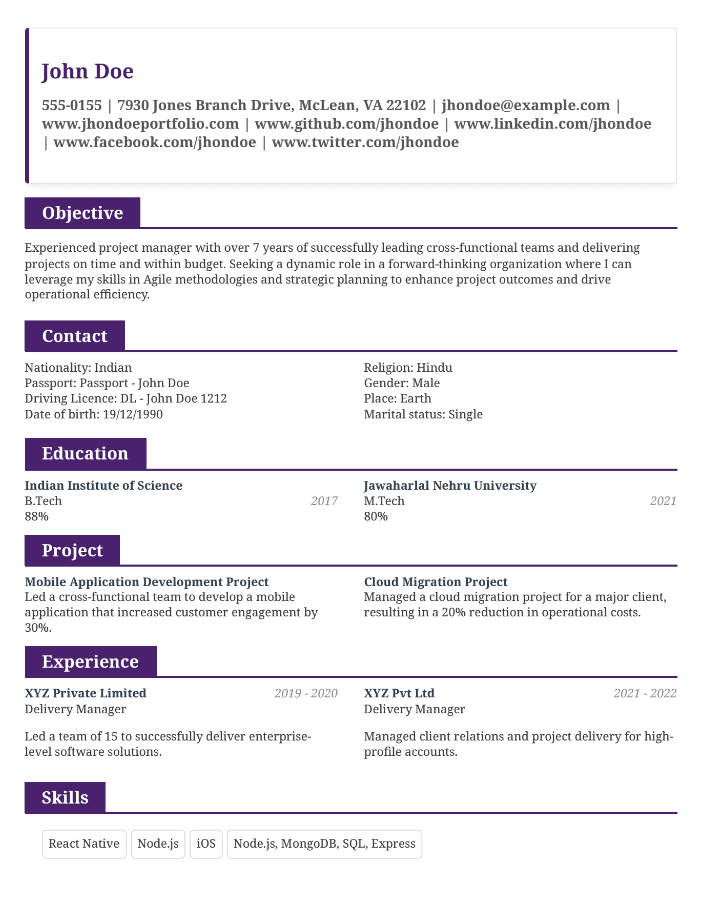 John Doe
555-0155 | 7930 Jones Branch Drive, McLean, VA 22102 | jhondoe@example.com |
www.jhondoeportfolio.com | www.github.com/jhondoe | www.linkedin.com/jhondoe
| www.facebook.com/jhondoe | www.twitter.com/jhondoe
Objective
Experienced project manager with over 7 years of successfully leading cross-functional teams and delivering
projects on time and within budget. Seeking a dynamic role in a forward-thinking organization where I can
leverage my skills in Agile methodologies and strategic planning to enhance project outcomes and drive
operational efficiency.
Contact
Nationality: Indian
Passport: Passport - John Doe
Driving Licence: DL - John Doe 1212
Date of birth: 19/12/1990
Religion: Hindu
Gender: Male
Place: Earth
Marital status: Single
Education
Indian Institute of Science
B.Tech 2017
88%
Jawaharlal Nehru University
M.Tech 2021
80%
Project
Mobile Application Development Project
Led a cross-functional team to develop a mobile
application that increased customer engagement by
30%.
Cloud Migration Project
Managed a cloud migration project for a major client,
resulting in a 20% reduction in operational costs.
Experience
XYZ Private Limited 2019 - 2020
Delivery Manager
Led a team of 15 to successfully deliver enterprise-
level software solutions.
XYZ Pvt Ltd 2021 - 2022
Delivery Manager
Managed client relations and project delivery for high-
profile accounts.
Skills
React Native Node.js iOS Node.js, MongoDB, SQL, Express